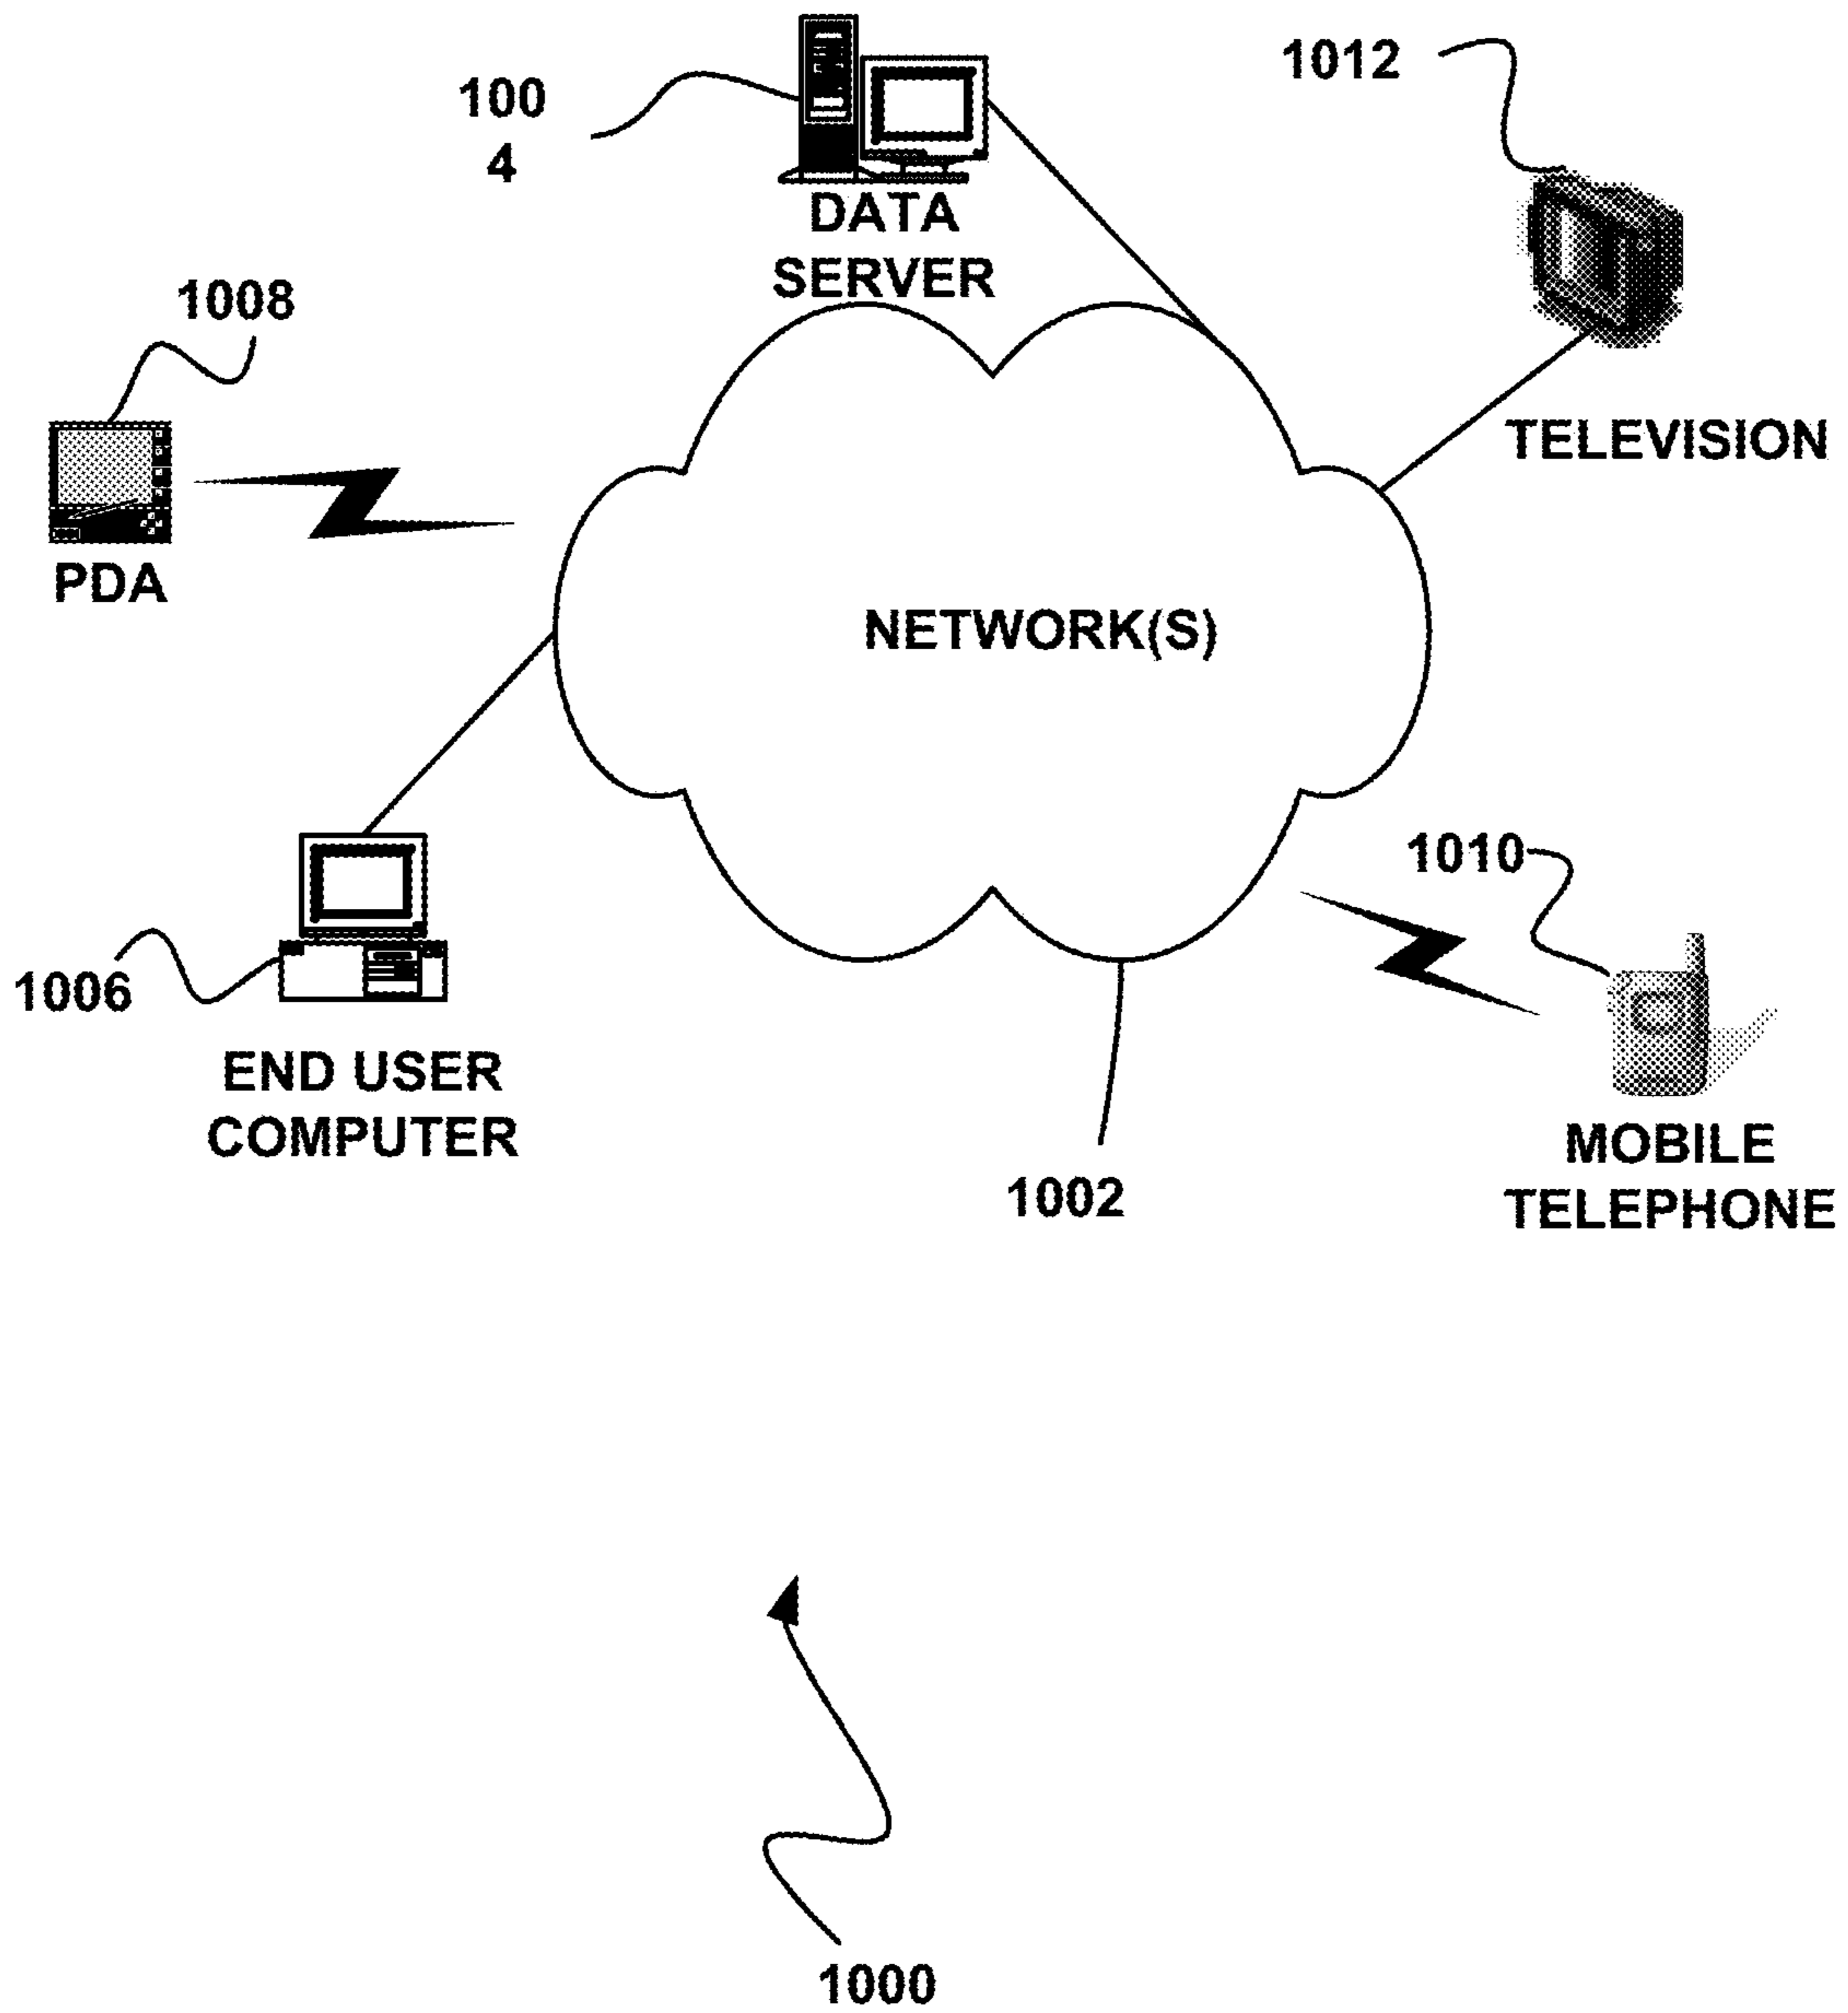 1012
100
4
DATA
SERVER
1008
TELEVISION
PDA
NETWORK(S)
1010
1006
END USER
COMPUTER
MOBILE
TELEPHONE
1002
1000